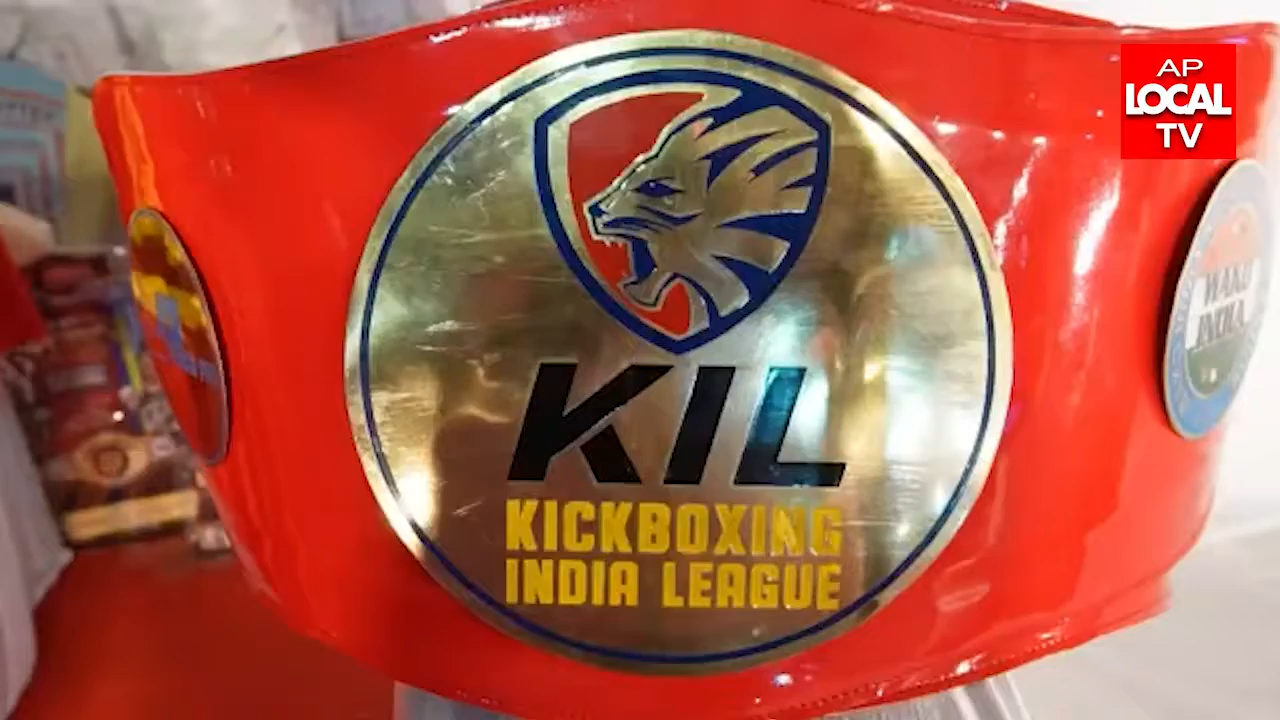 AP
LOCAL
TV
KIL
KICKBOXING
INDIA LEAGUE
WAKO
INDIA